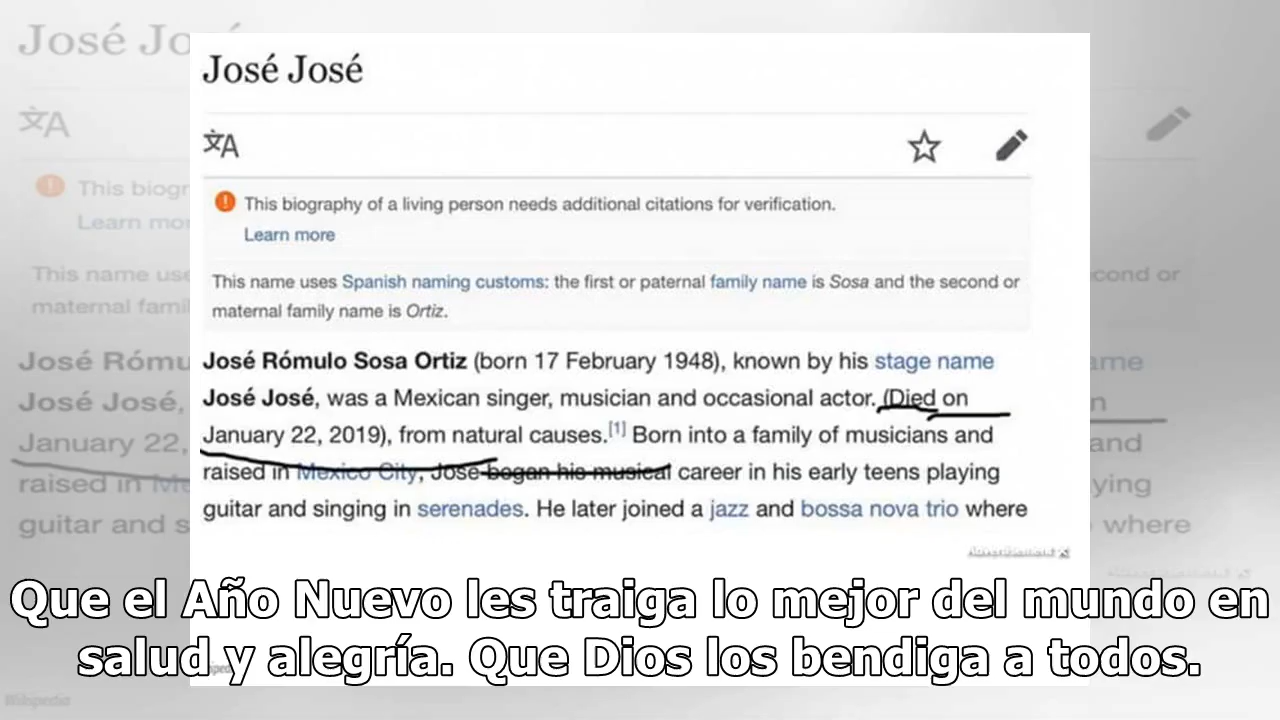 José José
文A
This biography of a living person needs additional citations for verification.
Learn more
This name uses Spanish naming customs: the first or paternal family name is Sosa and the second or
maternal family name is Ortiz.
José Rómulo Sosa Ortiz (born 17 February 1948), known by his stage name
José José, was a Mexican singer, musician and occasional actor. (Died on
January 22, 2019), from natural causes.[1] Born into a family of musicians and
raised in Mexico City, José began his musical career in his early teens playing
guitar and singing in serenades. He later joined a jazz and bossa nova trio where
Advertisement X
Que el Año Nuevo les traiga lo mejor del mundo en
salud y alegría. Que Dios los bendiga a todos.
Wikipedia